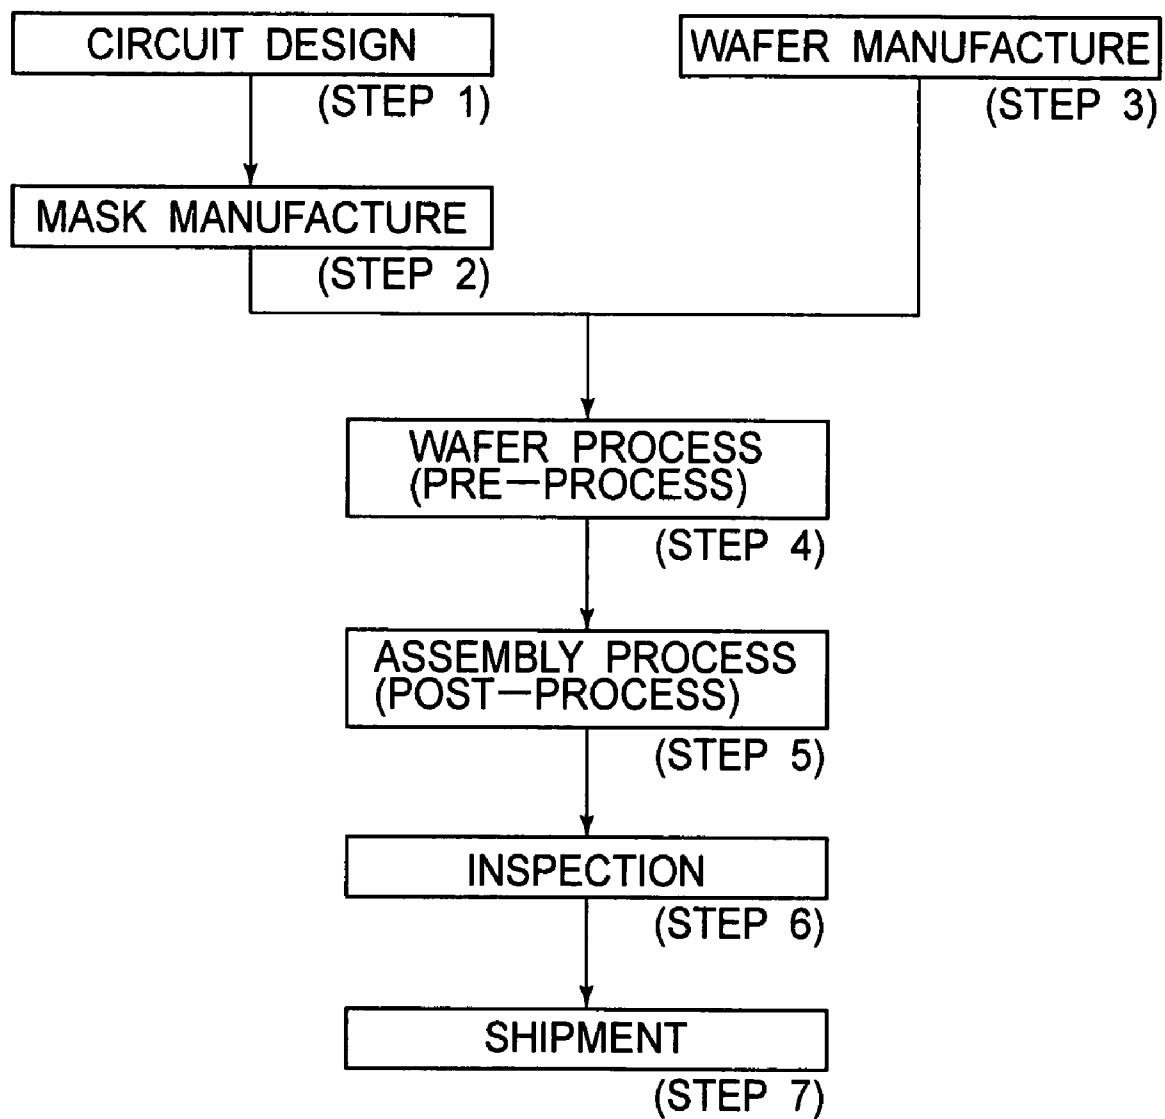 CIRCUIT DESIGN
(STEP 1)
WAFER MANUFACTURE
(STEP 3)
MASK MANUFACTURE
(STEP 2)
WAFER PROCESS
(PRE—PROCESS)
(STEP 4)
ASSEMBLY PROCESS
(POST—PROCESS)
(STEP 5)
INSPECTION
(STEP 6)
SHIPMENT
(STEP 7)